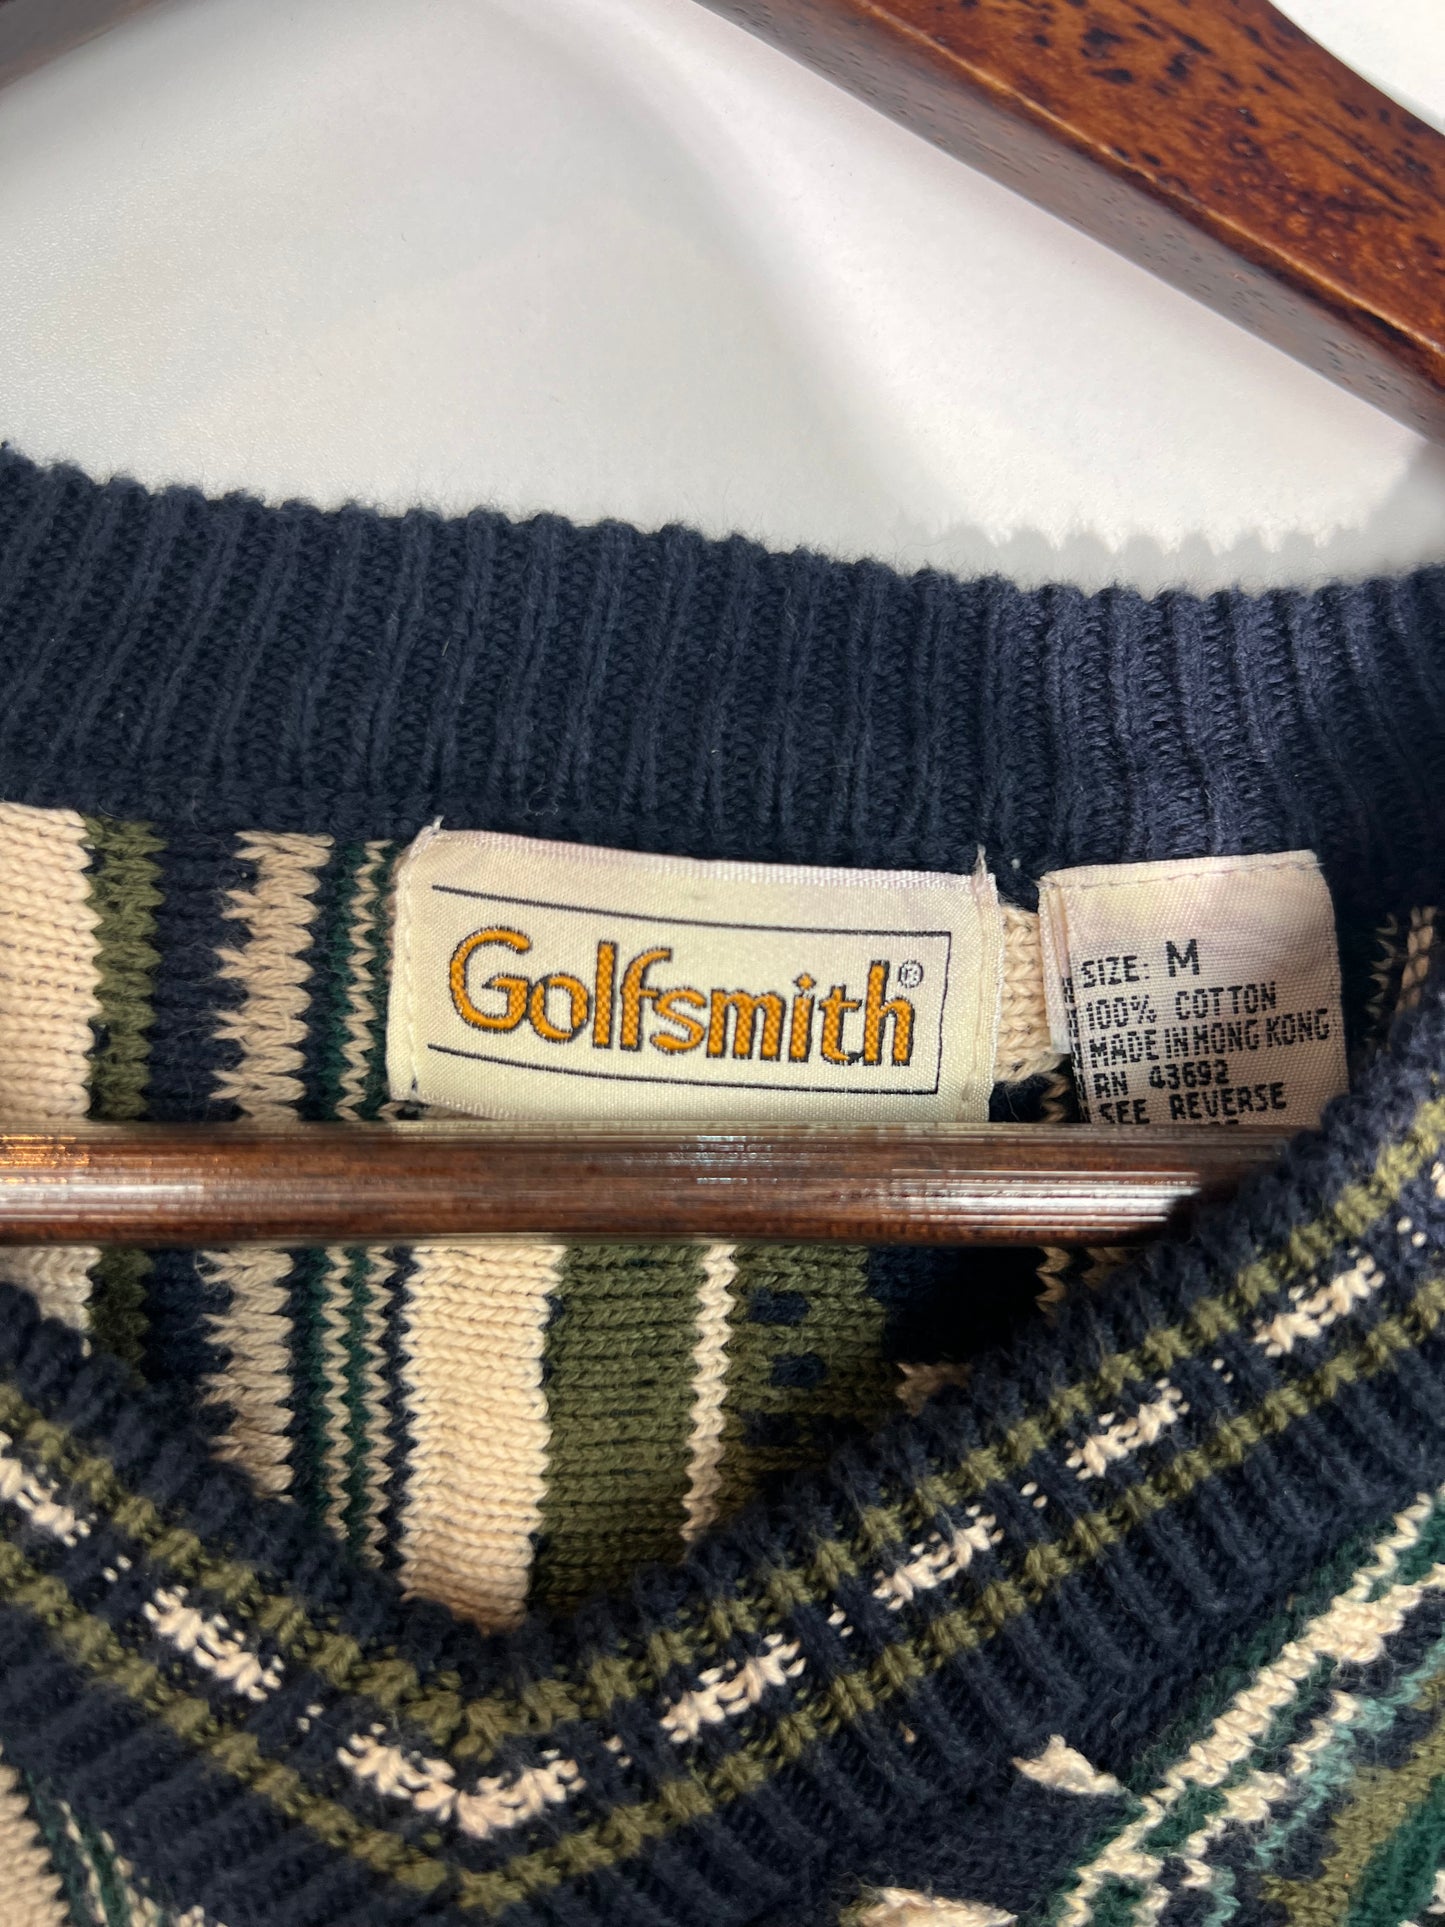 Golfsmith®
SIZE: M
100% COTTON
MADE IN HONG KONG
RN 43692
SEE REVERSE